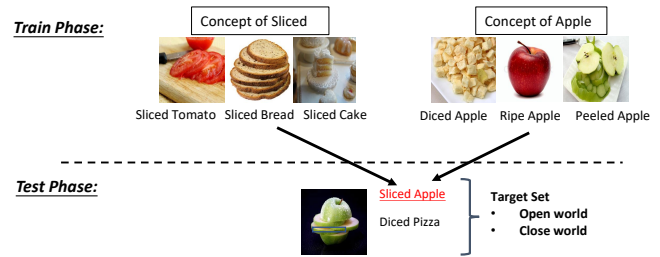 Train Phase:
Concept of Sliced
Concept of Apple
Sliced Tomato
Sliced Bread
Sliced Cake
Diced Apple
Ripe Apple
Peeled Apple
Test Phase:
Sliced Apple
Diced Pizza
Target Set
• Open world
• Close world